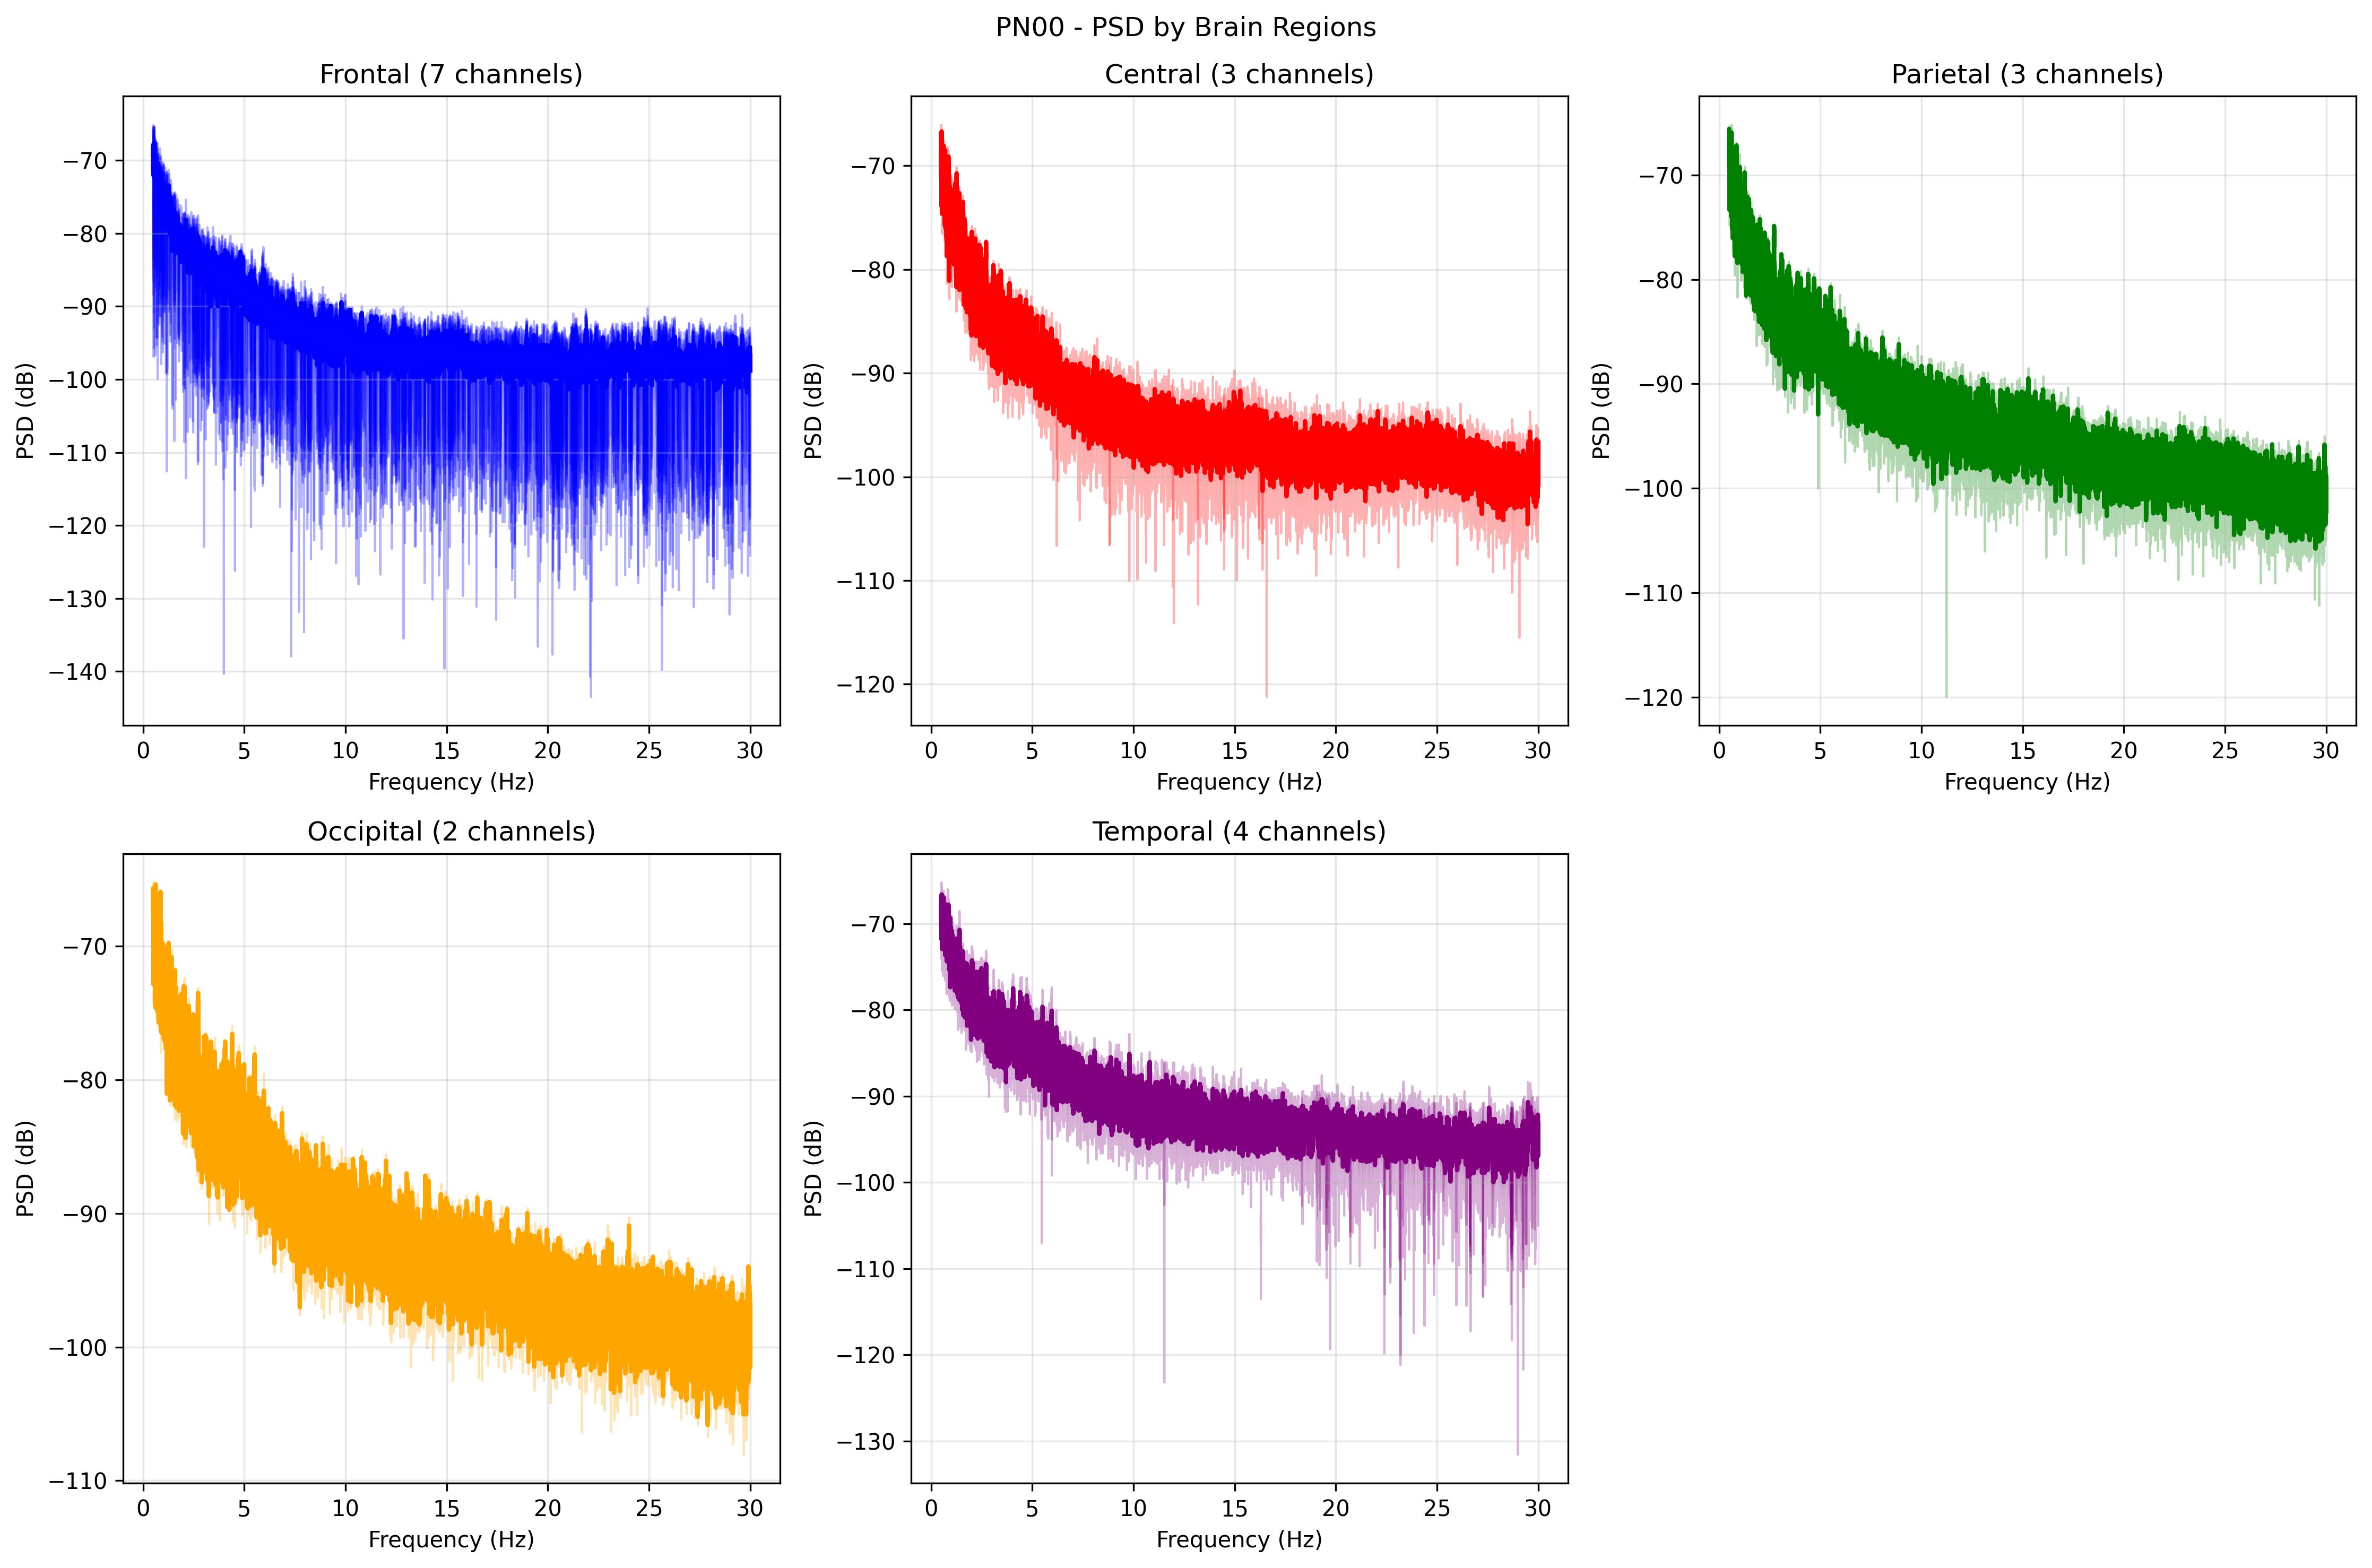 PN00 - PSD by Brain Regions
Frontal (7 channels)
PSD (dB)
−70
−80
−90
−100
−110
−120
−130
−140
0 5 10 15 20 25 30
Frequency (Hz)
Central (3 channels)
PSD (dB)
−70
−80
−90
−100
−110
−120
0 5 10 15 20 25 30
Frequency (Hz)
Parietal (3 channels)
PSD (dB)
−70
−80
−90
−100
−110
−120
0 5 10 15 20 25 30
Frequency (Hz)
Occipital (2 channels)
PSD (dB)
−70
−80
−90
−100
−110
0 5 10 15 20 25 30
Frequency (Hz)
Temporal (4 channels)
PSD (dB)
−70
−80
−90
−100
−110
−120
−130
0 5 10 15 20 25 30
Frequency (Hz)